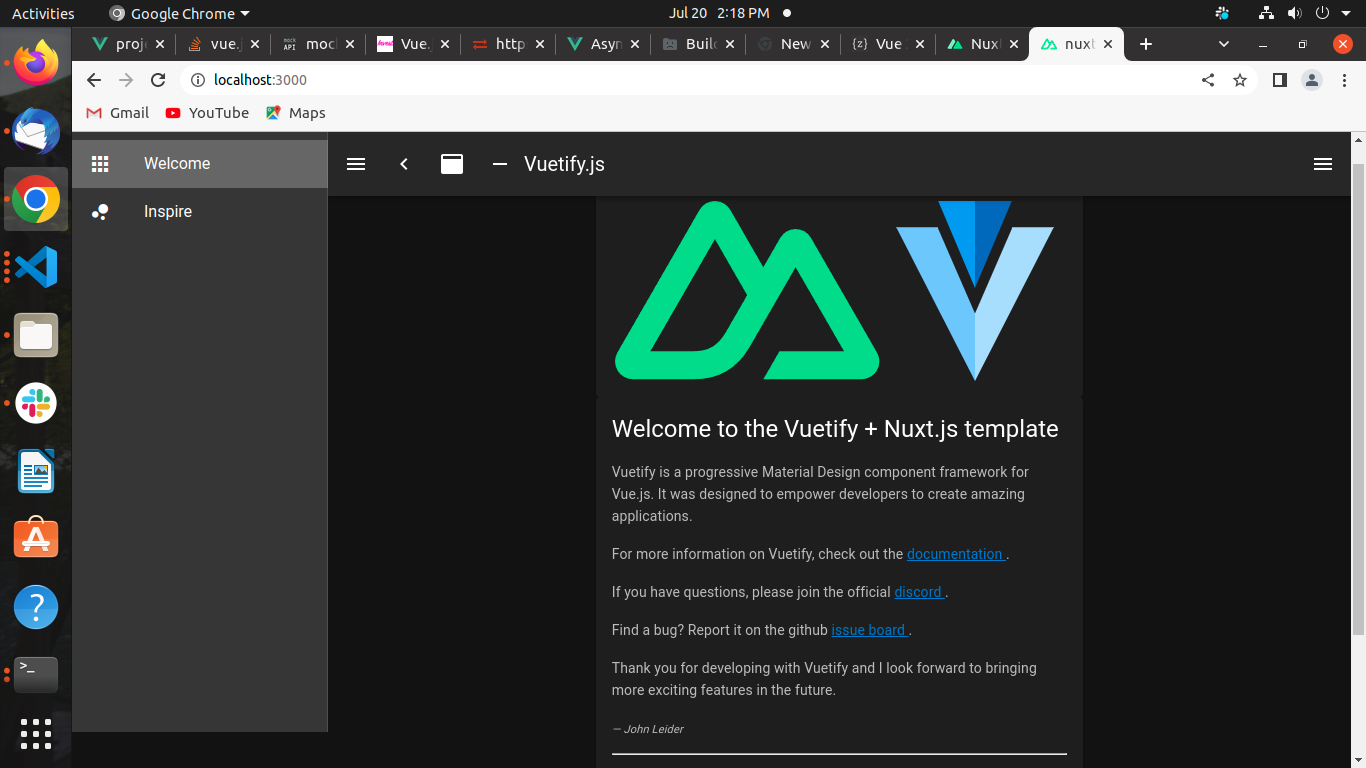 Activities
Google Chrome
Jul 20 2:18 PM
proj
vue.j
mock API
moc
Vue.
http
Asyn
Buil
New
Vue
Nux
nuxt
localhost:3000
Gmail
YouTube
Maps
Welcome
Inspire
Vuetify.js
Welcome to the Vuetify + Nuxt.js template
Vuetify is a progressive Material Design component framework for
Vue.js. It was designed to empower developers to create amazing
applications.
For more information on Vuetify, check out the documentation .
If you have questions, please join the official discord .
Find a bug? Report it on the github issue board .
Thank you for developing with Vuetify and I look forward to bringing
more exciting features in the future.
— John Leider